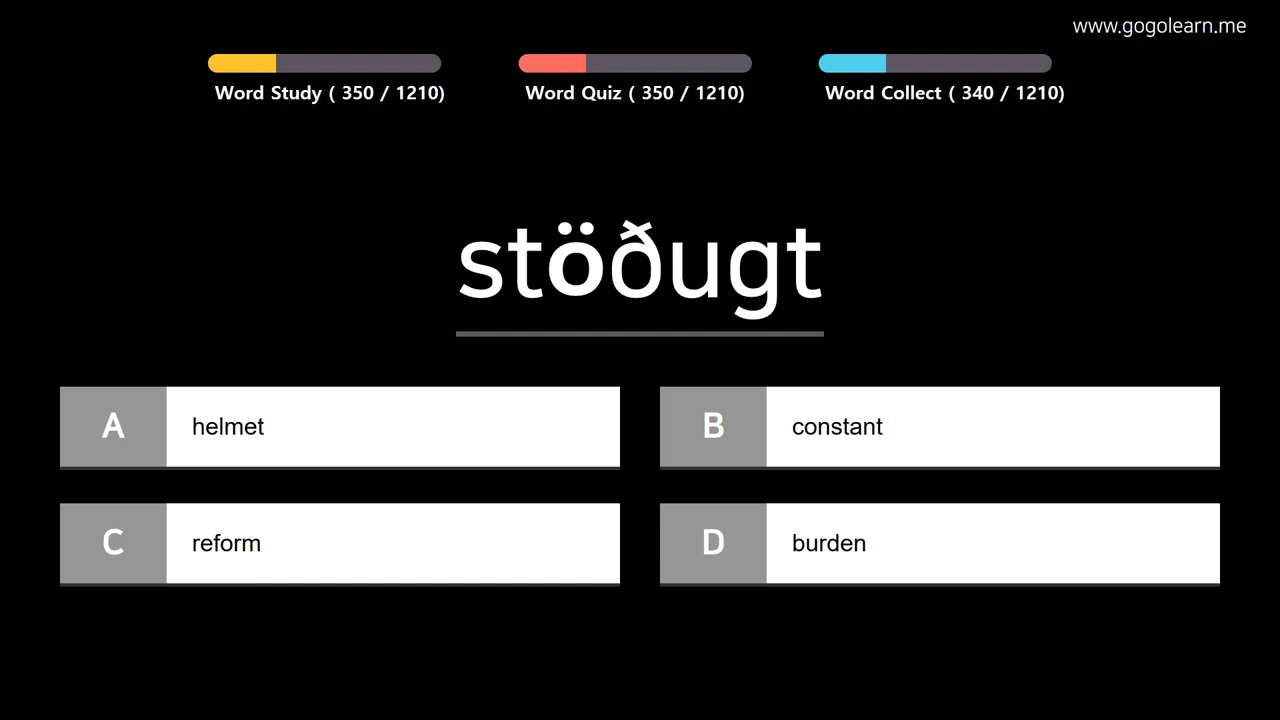 www.gogolearn.me
Word Study ( 350 / 1210)
Word Quiz ( 350 / 1210)
Word Collect ( 340 / 1210)
stöðugt
A helmet
B constant
C reform
D burden